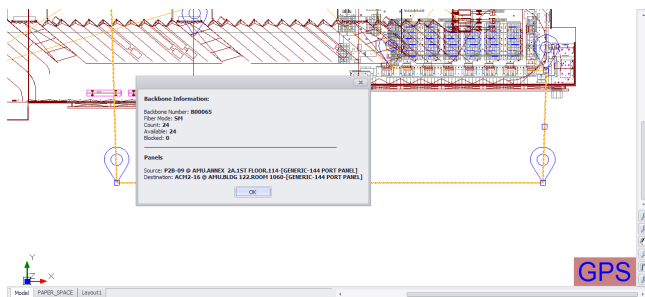 Backbone Information:
Backbone Number: B00065
Fiber Mode: SM
Count: 24
Available: 24
Blocked: 0
Panels
Source: P2B-09 @ AMU.ANNEX 2A.1ST FLOOR.114-[GENERIC-144 PORT PANEL]
Destination: ACM2-16 @ AMU.BLDG 122.ROOM 1060-[GENERIC-144 PORT PANEL]
OK
Y
Z
X
GPS
Model PAPER_SPACE Layout1